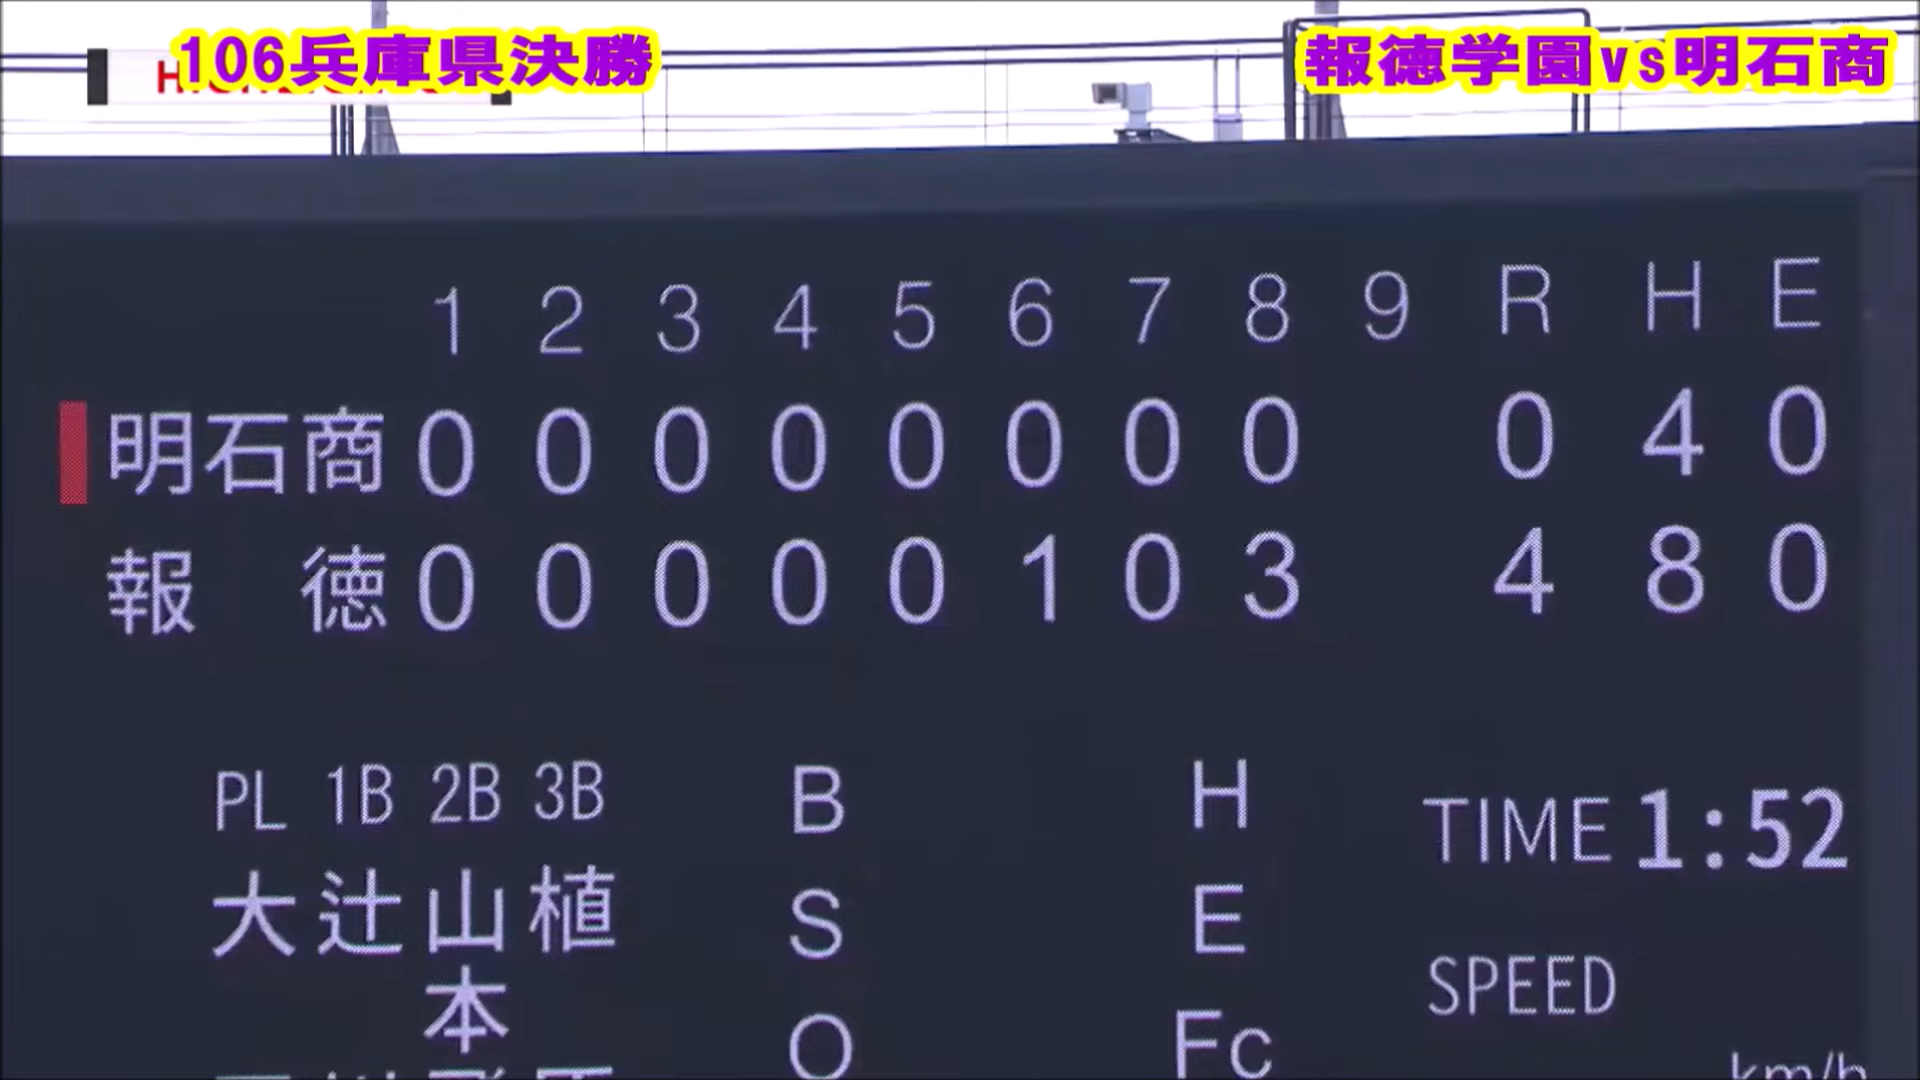 106兵庫県決勝 報徳学園vs明石商
1 2 3 4 5 6 7 8 9 R H E
明石商 0 0 0 0 0 0 0 0 0 4 0
報徳 0 0 0 0 0 1 0 3 4 8 0
PL 1B 2B 3B B H TIME 1:52
大 辻 山本 植 S E
SPEED
O Fc
km/h